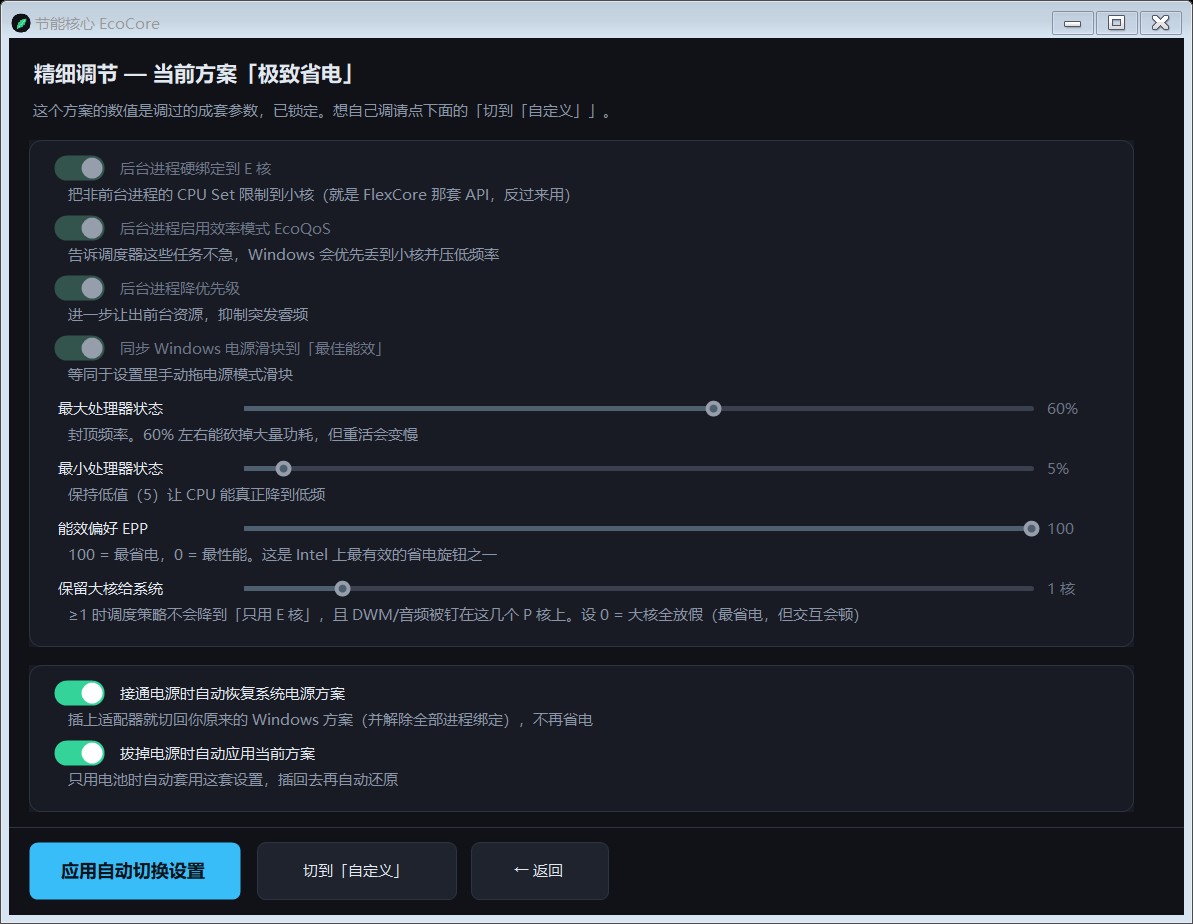 节能核心 EcoCore
精细调节 — 当前方案「极致省电」
这个方案的数值是调过的成套参数，已锁定。想自己调请点下面的「切到「自定义」」。
后台进程硬绑定到 E 核
把非前台进程的 CPU Set 限制到小核（就是 FlexCore 那套 API，反过来用）
后台进程启用效率模式 EcoQoS
告诉调度器这些任务不急，Windows 会优先丢到小核并压低频率
后台进程降优先级
进一步让出前台资源，抑制突发睿频
同步 Windows 电源滑块到「最佳能效」
等同于设置里手动拖电源模式滑块
最大处理器状态 60%
封顶频率。60% 左右能砍掉大量功耗，但重活会变慢
最小处理器状态 5%
保持低值（5）让 CPU 能真正降到低频
能效偏好 EPP 100
100 = 最省电，0 = 最性能。这是 Intel 上最有效的省电旋钮之一
保留大核给系统 1 核
≥1 时调度策略不会降到「只用 E 核」，且 DWM/音频被钉在这几个 P 核上。设 0 = 大核全放假（最省电，但交互会顿）
接通电源时自动恢复系统电源方案
插上适配器就切回你原来的 Windows 方案（并解除全部进程绑定），不再省电
拔掉电源时自动应用当前方案
只用电池时自动套用这套设置，插回去再自动还原
应用自动切换设置
切到「自定义」
← 返回